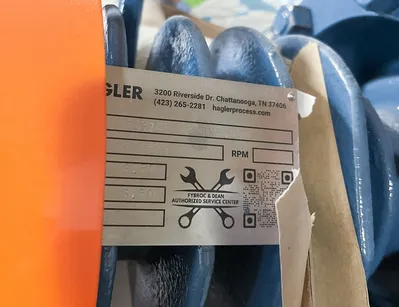 GLER
3200 Riverside Dr. Chattanooga, TN 37406
(423) 265-2281 haglerprocess.com
RPM
FYBROC & DEAN
AUTHORIZED SERVICE CENTER